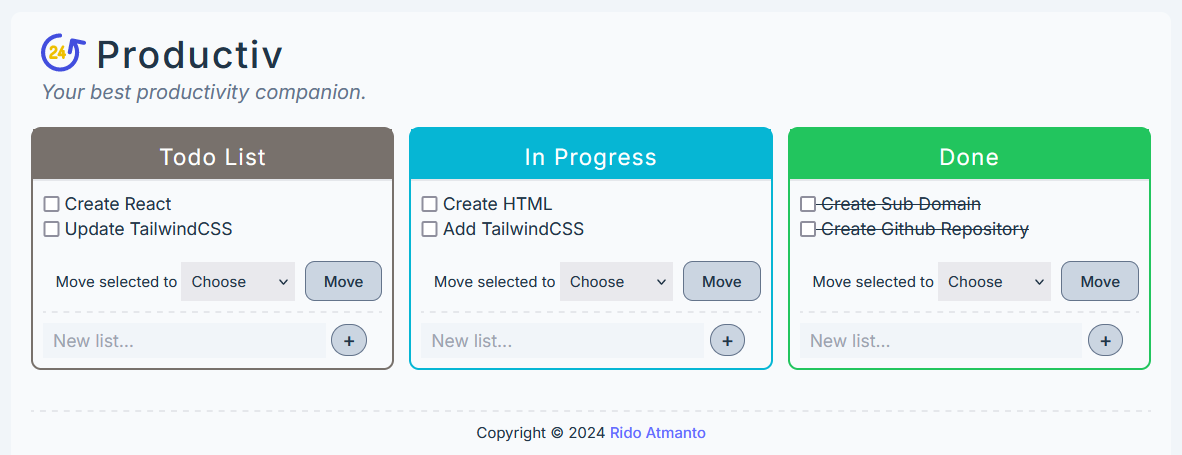 24 Productiv
Your best productivity companion.
Todo List
Create React
Update TailwindCSS
Move selected to Choose Move
New list...
+
In Progress
Create HTML
Add TailwindCSS
Move selected to Choose Move
New list...
+
Done
Create Sub Domain
Create Github Repository
Move selected to Choose Move
New list...
+
Copyright © 2024 Rido Atmanto